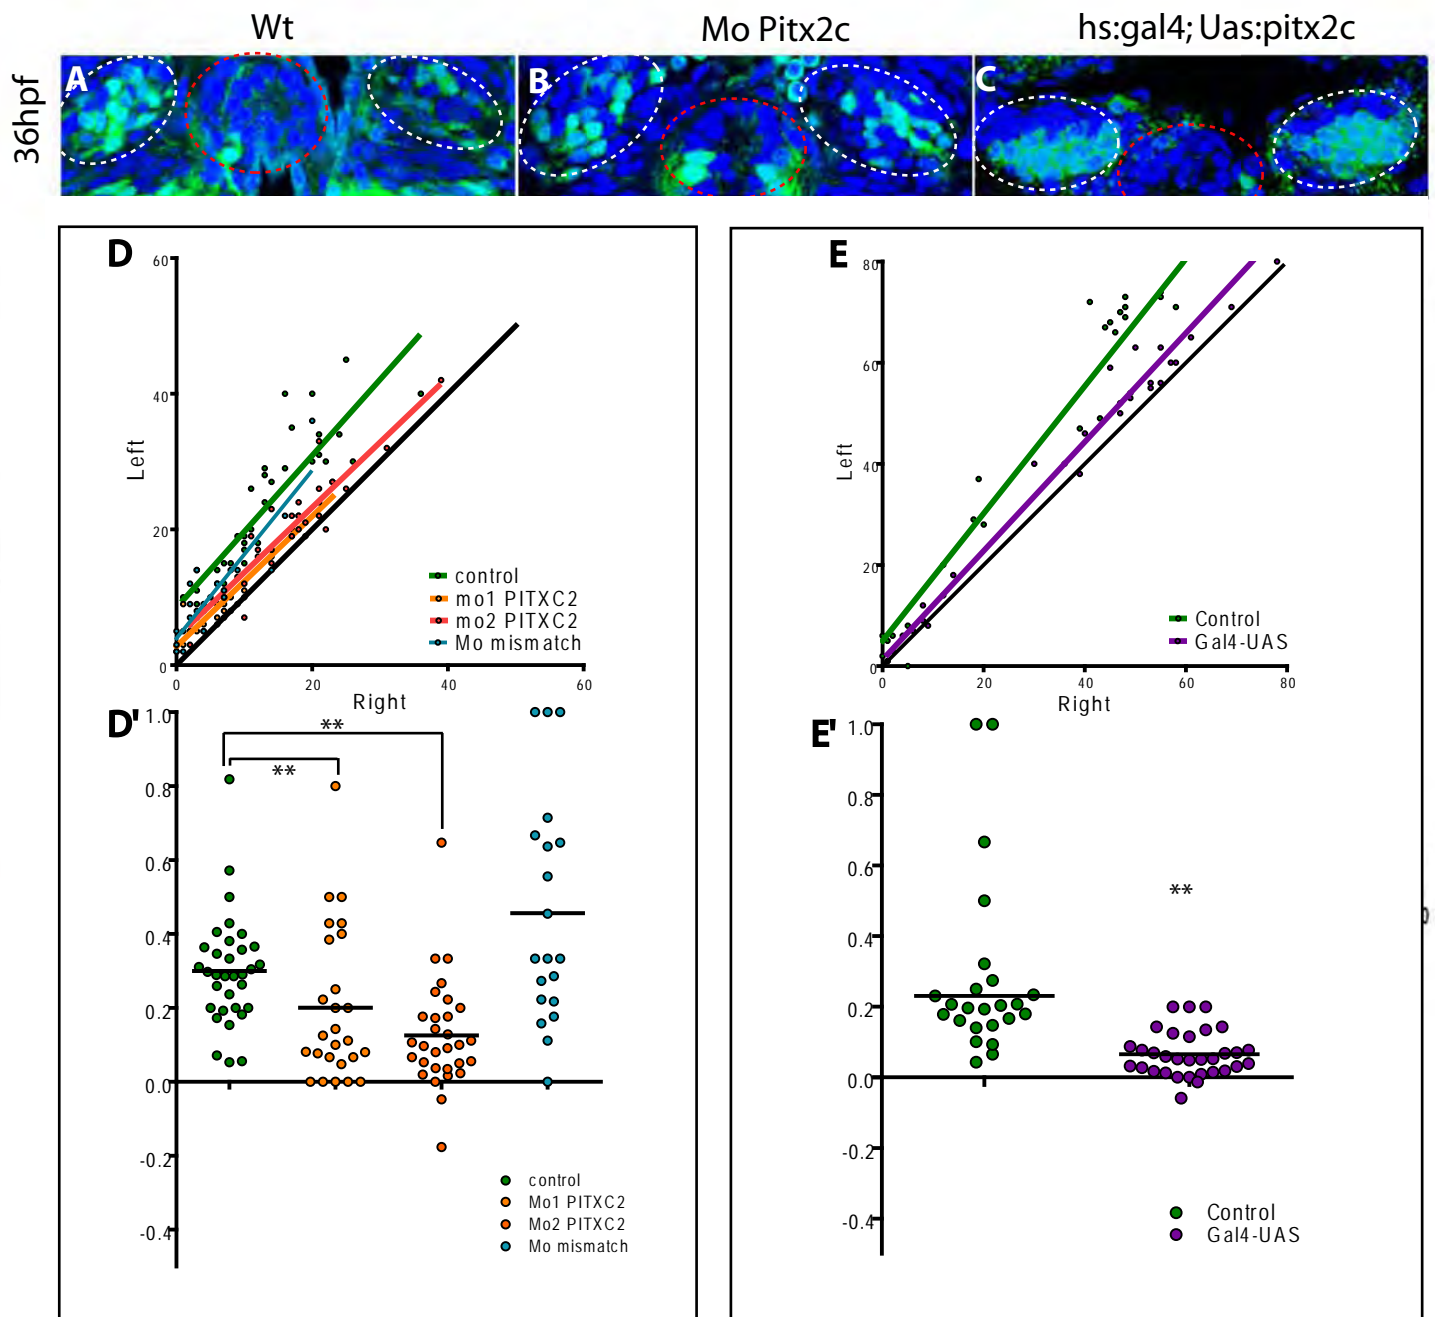 Wt
Mo Pitx2c
hs:gal4; Uas:pitx2c
36hpf
A
B
C
D
60
40
20
0
Left
0
20
40
60
Right
control
mo1 PITXC2
mo2 PITXC2
Mo mismatch
E
80
60
40
20
0
Left
0
20
40
60
80
Right
Control
Gal4-UAS
D'
1.0
0.8
0.6
0.4
0.2
0.0
-0.2
-0.4
**
**
control
Mo1 PITXC2
Mo2 PITXC2
Mo mismatch
E'
1.0
0.8
0.6
0.4
0.2
0.0
-0.2
-0.4
**
Control
Gal4-UAS